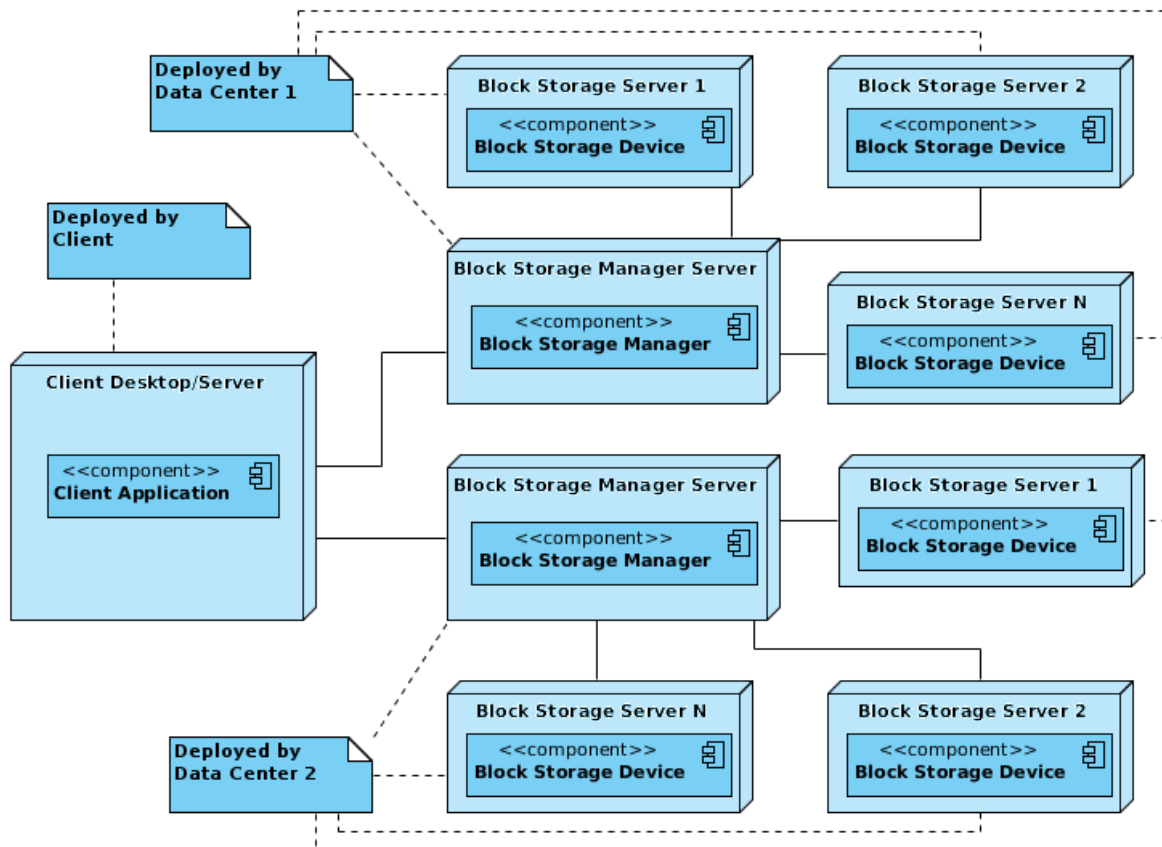 Deployed by
Data Center 1
Block Storage Server 1
<<component>>
Block Storage Device
Block Storage Server 2
<<component>>
Block Storage Device
Deployed by
Client
Block Storage Manager Server
<<component>>
Block Storage Manager
Block Storage Server N
<<component>>
Block Storage Device
Client Desktop/Server
<<component>>
Client Application
Block Storage Manager Server
<<component>>
Block Storage Manager
Block Storage Server 1
<<component>>
Block Storage Device
Deployed by
Data Center 2
Block Storage Server N
<<component>>
Block Storage Device
Block Storage Server 2
<<component>>
Block Storage Device